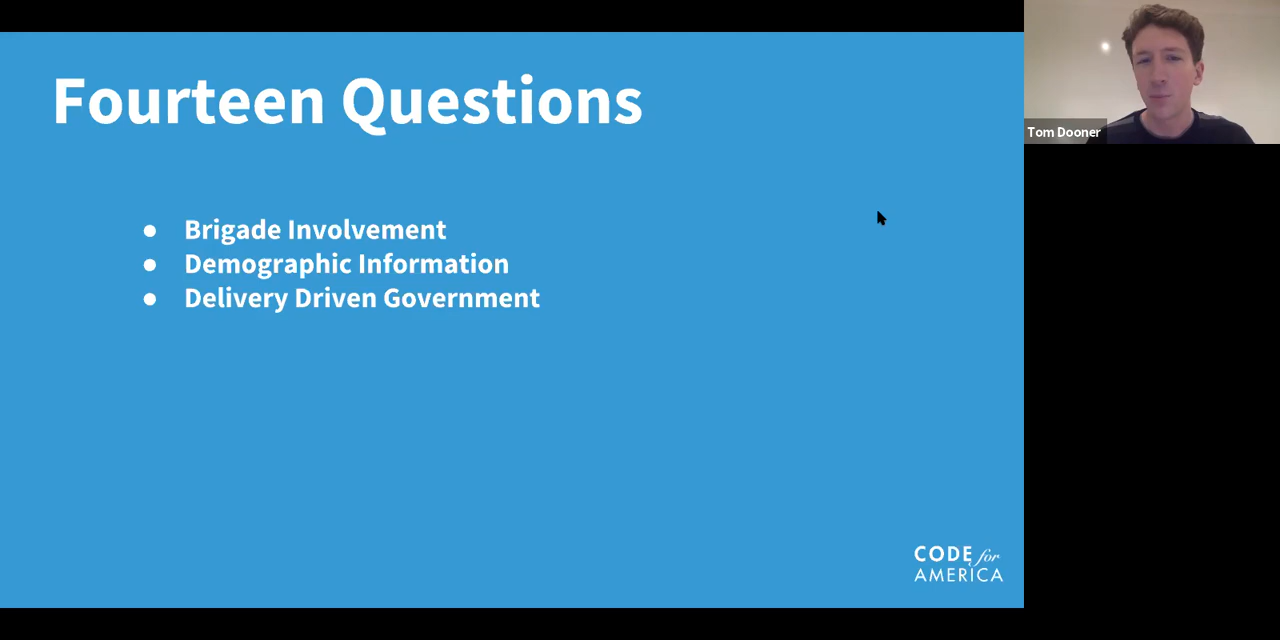 Fourteen Questions
● Brigade Involvement
● Demographic Information
● Delivery Driven Government
CODE for
AMERICA
Tom Dooner